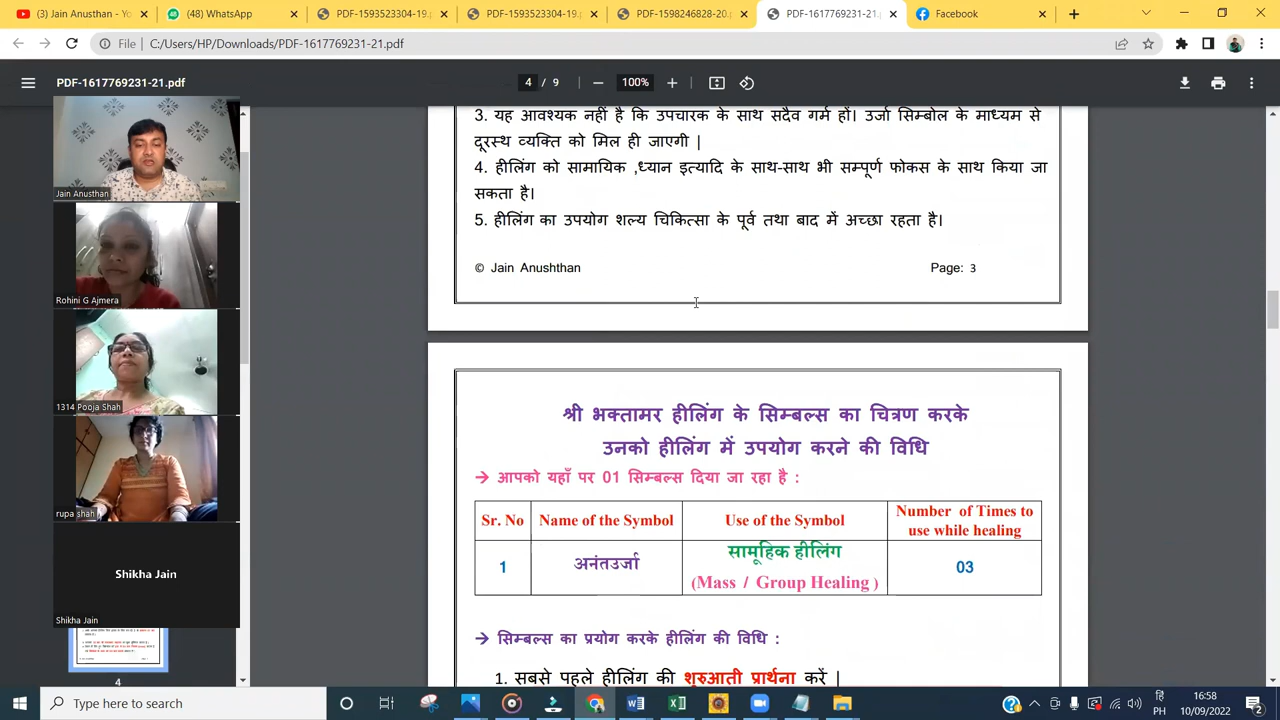 (3) Jain Anusthan - YouTube
(48) WhatsApp
PDF-1593523304-19.p
PDF-1593523304-19.p
PDF-1598246828-20.p
PDF-1617769231-21.p
Facebook
File | C:/Users/HP/Downloads/PDF-1617769231-21.pdf
PDF-1617769231-21.pdf
4 / 9
100%
Jain Anusthan
Rohini G Ajmera
1314 Pooja Shah
rupa shah
Shikha Jain
Shikha Jain
4
3. यह आवश्यक नहीं है कि उपचारक के साथ सदैव गर्म हों। उर्जा सिम्बोल के माध्यम से
दूरस्थ व्यक्ति को मिल ही जाएगी |
4. हीलिंग को सामायिक ,ध्यान इत्यादि के साथ-साथ भी सम्पूर्ण फोकस के साथ किया जा
सकता है।
5. हीलिंग का उपयोग शल्य चिकित्सा के पूर्व तथा बाद में अच्छा रहता है।
© Jain Anushthan Page: 3
श्री भक्तामर हीलिंग के सिम्बल्स का चित्रण करके
उनको हीलिंग में उपयोग करने की विधि
→ आपको यहाँ पर 01 सिम्बल्स दिया जा रहा है :
Sr. No Name of the Symbol Use of the Symbol Number of Times to
use while healing
1 अनंतउर्जा सामूहिक हीलिंग 03
(Mass / Group Healing )
→ सिम्बल्स का प्रयोग करके हीलिंग की विधि :
1. सबसे पहले हीलिंग की शुरुआती प्रार्थना करें |
Type here to search
हि
PH
16:58
10/09/2022
2